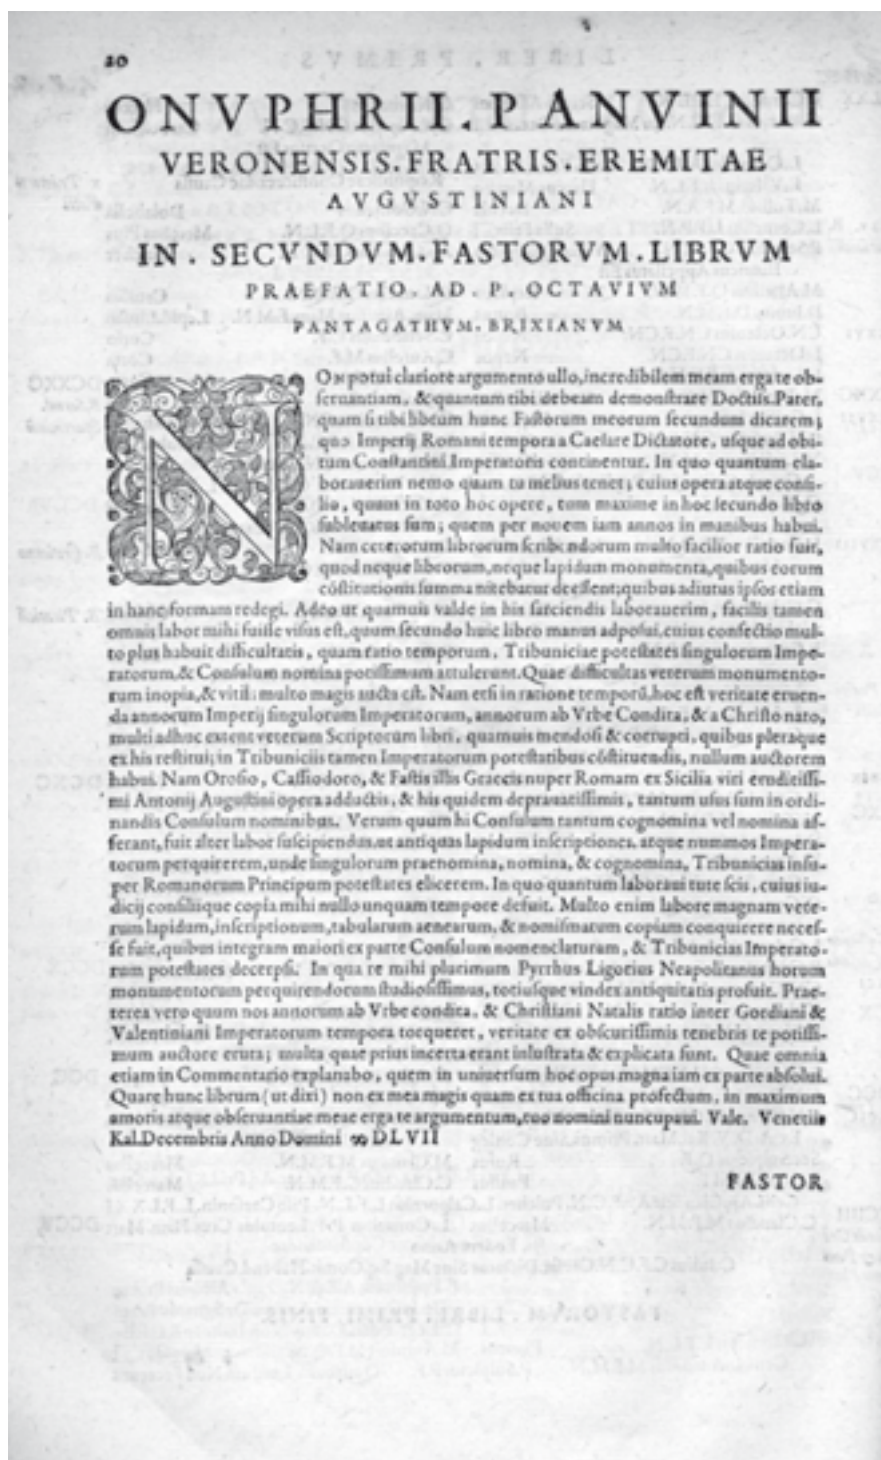 20
ONVPHRII. PANVINII
VERONENSIS. FRATRIS. EREMITAE
AVGVSTINIANI
IN. SECVNDVM. FASTORVM. LIBRVM
PRAEFATIO. AD. P. OCTAVIVM
PANTAGATHVM. BRIXIANVM
NON potui clariore argumento ullo, incredibilem meam erga te ob-
seruantiam, & quantum tibi debeam demonstrare Doctiss. Pater,
quam si tibi librum hunc Fastorum meorum secundum dicarem;
quo Imperij Romani tempora a Caesare Dictatore, usque ad obi-
tum Constantini Imperatoris continentur. In quo quantum ela-
borauerim nemo quam tu melius tenet; cuius opera atque consi-
lio, quum in toto hoc opere, tum maxime in hoc secundo libro
subleuatus sum; quem per nouem iam annos in manibus habui.
Nam ceterorum librorum scribendorum multo facilior ratio fuit,
quod neque librorum, neque lapidum monumenta, quibus eorum
cōstitutionis summa nitebatur deessent; quibus adiutus ipsos etiam
in hanc formam redegi. Adeo ut quamuis valde in his sarciendis laborauerim, facilis tamen
omnis labor mihi fuisse visus est, quum secundo huic libro manus adposui, cuius confectio mul-
to plus habuit difficultatis, quam ratio temporum, Tribuniciae potestates singulorum Impe-
ratorum, & Consulum nomina potissimum attulerunt. Quae difficultas veterum monumento-
rum inopia, & vitiis multo magis aucta est. Nam etsi in ratione temporū, hoc est veritate eruen-
da annorum Imperij singulorum Imperatorum, annorum ab Vrbe Condita, & a Christo nato,
multi adhuc extent veterum Scriptorum libri, quamuis mendosi & corrupti, quibus pleraque
ex his restitui; in Tribuniciis tamen Imperatorum potestatibus cōstituendis, nullum auctorem
habui. Nam Orosio, Cassiodoro, & Fastis illis Graecis nuper Romam ex Sicilia viri eruditissi-
mi Antonij Augustini opera adductis, & his quidem deprauatissimis, tantum usus sum in ordi-
nandis Consulum nominibus. Verum quum hi Consulum tantum cognomina vel nomina af-
ferant, fuit alter labor suscipiendus, ut antiquas lapidum inscriptiones, atque nummos Impera-
torum perquirerem, unde singulorum praenomina, nomina, & cognomina, Tribunicias insu-
per Romanorum Principum potestates elicerem. In quo quantum laboraui tute scis, cuius iu-
dicij consiliique copia mihi nullo unquam tempore defuit. Multo enim labore magnam vete-
rum lapidum, inscriptionum, tabularum aenearum, & nomismatum copiam conquirere neces-
se fuit, quibus integram maiori ex parte Consulum nomenclaturam, & Tribunicias Imperato-
rum potestates decerpsi. In qua re mihi plurimum Pyrrhus Ligorius Neapolitanus horum
monumentorum perquirendorum studiosissimus, totiusque vindex antiquitatis profuit. Prae-
terea vero quum nos annorum ab Vrbe condita, & Christiani Natalis ratio inter Gordiani &
Valentiniani Imperatorum tempora torqueret, veritate ex obscurissimis tenebris te potissi-
mum auctore eruta; multa quae prius incerta erant inlustrata & explicata sunt. Quae omnia
etiam in Commentario explanabo, quem in uniuersum hoc opus magna iam ex parte absolui.
Quare hunc librum (ut dixi) non ex mea magis quam ex tua officina profectum, in maximum
amoris atque obseruantiae meae erga te argumentum, tuo nomini nuncupaui. Vale. Venetiis
Kal. Decembris Anno Domini ∞ DLVII
FASTOR